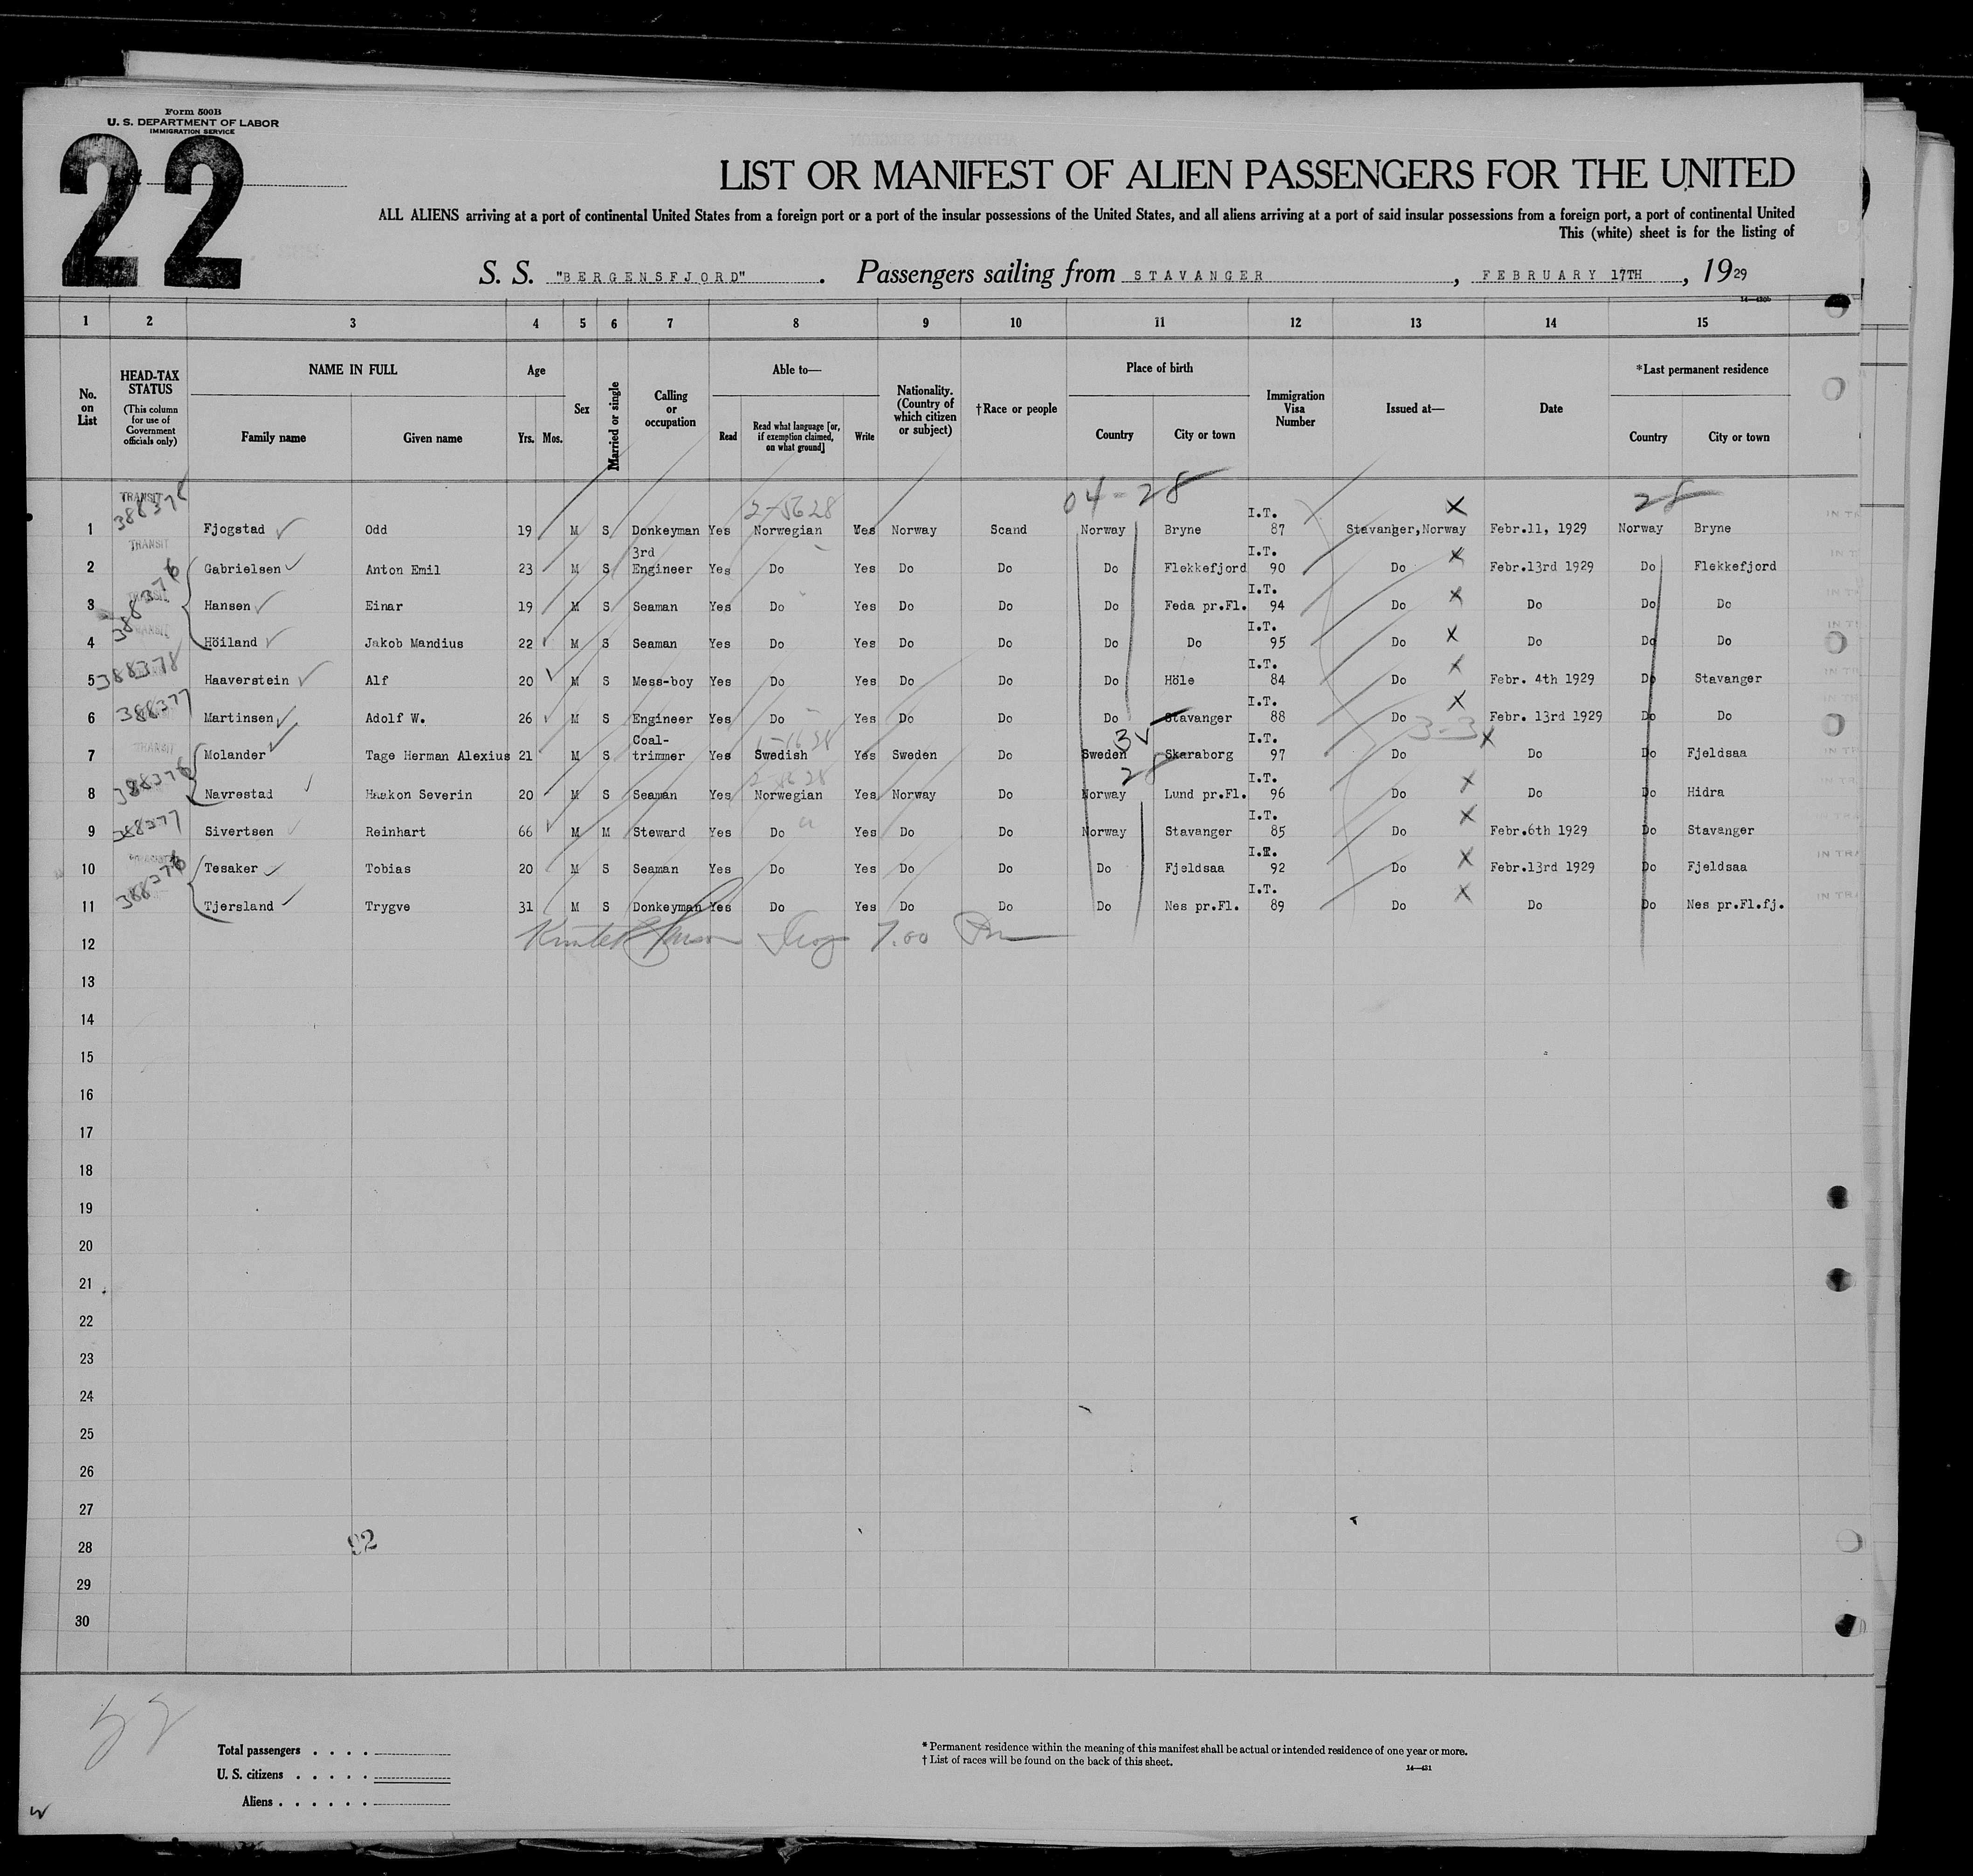 Form 500B
U. S. DEPARTMENT OF LABOR
IMMIGRATION SERVICE
22
LIST OR MANIFEST OF ALIEN PASSENGERS FOR THE UNITED
ALL ALIENS arriving at a port of continental United States from a foreign port or a port of the insular possessions of the United States, and all aliens arriving at a port of said insular possessions from a foreign port, a port of continental United
This (white) sheet is for the listing of
S. S. "BERGENSFJORD". Passengers sailing from STAVANGER, FEBRUARY 17TH, 1929
1 2 3 4 5 6 7 8 9 10 11 12 13 14 15
No. on List
HEAD-TAX STATUS
(This column for use of Government officials only)
NAME IN FULL
Family name Given name
Age
Yrs. Mos.
Sex
Married or single
Calling or occupation
Able to—
Read
Read what language [or, if exemption claimed, on what ground]
Write
Nationality. (Country of which citizen or subject)
†Race or people
Place of birth
Country City or town
Immigration Visa Number
Issued at—
Date
*Last permanent residence
Country City or town
04-28 28
TRANSIT
1 Fjogstad Odd 19 M S Donkeyman Yes Norwegian Yes Norway Scand Norway Bryne I.T. 87 Stavanger,Norway Febr.11, 1929 Norway Bryne
TRANSIT
2 Gabrielsen Anton Emil 23 M S 3rd Engineer Yes Do Yes Do Do Do Flekkefjord I.T. 90 Do Febr.13rd 1929 Do Flekkefjord
388376
3 Hansen Einar 19 M S Seaman Yes Do Yes Do Do Do Feda pr.Fl. I.T. 94 Do Do Do Do
4 Höiland Jakob Mandius 22 M S Seaman Yes Do Yes Do Do Do Do I.T. 95 Do Do Do Do
388378
5 Haaverstein Alf 20 M S Mess-boy Yes Do Yes Do Do Do Höle I.T. 84 Do Febr. 4th 1929 Do Stavanger
388377
6 Martinsen Adolf W. 26 M S Engineer Yes Do Yes Do Do Do Stavanger I.T. 88 Do Febr. 13rd 1929 Do Do
TRANSIT
7 Molander Tage Herman Alexius 21 M S Coal-trimmer Yes Swedish Yes Sweden Do Sweden Skaraborg I.T. 97 Do Do Do Fjeldsaa
388376
8 Navrestad Haakon Severin 20 M S Seaman Yes Norwegian Yes Norway Do Norway Lund pr.Fl. I.T. 96 Do Do Do Hidra
388377
9 Sivertsen Reinhart 66 M M Steward Yes Do Yes Do Do Norway Stavanger I.T. 85 Do Febr.6th 1929 Do Stavanger
388376
10 Tesaker Tobias 20 M S Seaman Yes Do Yes Do Do Do Fjeldsaa I.T. 92 Do Febr.13rd 1929 Do Fjeldsaa
11 Tjersland Trygve 31 M S Donkeyman Yes Do Yes Do Do Do Nes pr.Fl. I.T. 89 Do Do Do Nes pr.Fl.fj.
12
13
14
15
16
17
18
19
20
21
22
23
24
25
26
27
28
29
30
92
Total passengers . . . .
U. S. citizens . . . . .
Aliens . . . . . .
* Permanent residence within the meaning of this manifest shall be actual or intended residence of one year or more.
† List of races will be found on the back of this sheet.
14—431